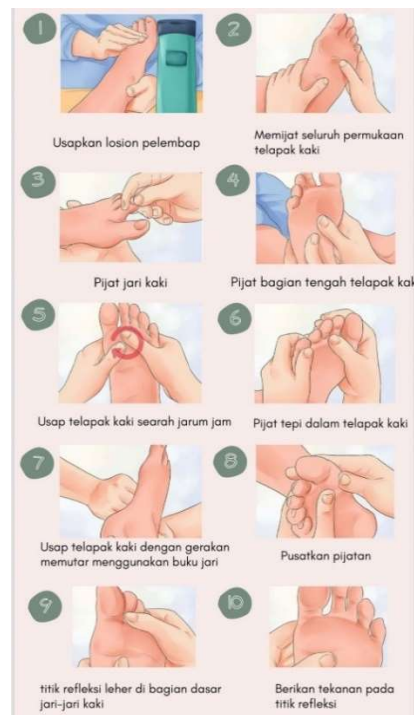 1
Usapkan losion pelembap
2
Memijat seluruh permukaan
telapak kaki
3
Pijat jari kaki
4
Pijat bagian tengah telapak kak
5
Usap telapak kaki searah jarum jam
6
Pijat tepi dalam telapak kaki
7
Usap telapak kaki dengan gerakan
memutar menggunakan buku jari
8
Pusatkan pijatan
9
titik refleksi leher di bagian dasar
jari-jari kaki
10
Berikan tekanan pada
titik refleksi